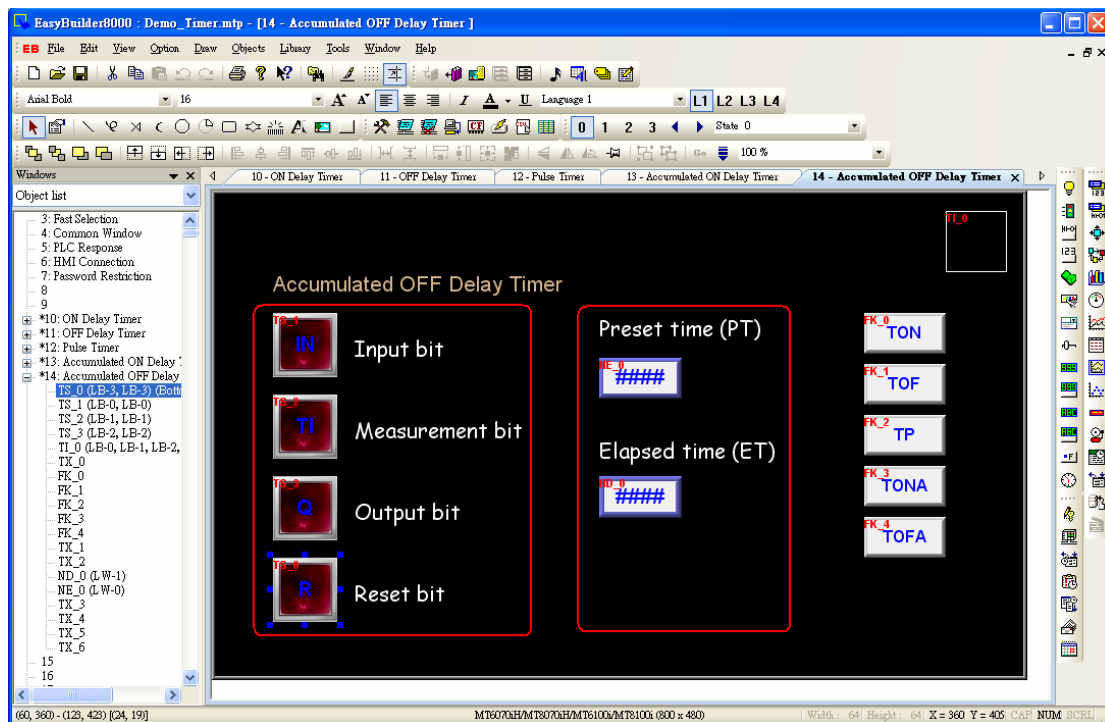 EasyBuilder8000 : Demo_Timer.mtp - [14 - Accumulated OFF Delay Timer ]
EB File Edit View Option Draw Objects Library Tools Window Help
Arial Bold 16 A A I A U Language 1 L1 L2 L3 L4
0 1 2 3 State 0
Go 100 %
Windows
10 - ON Delay Timer 11 - OFF Delay Timer 12 - Pulse Timer 13 - Accumulated ON Delay Timer 14 - Accumulated OFF Delay Timer
Object list
3: Fast Selection
4: Common Window
5: PLC Response
6: HMI Connection
7: Password Restriction
8
9
*10: ON Delay Timer
*11: OFF Delay Timer
*12: Pulse Timer
*13: Accumulated ON Delay
*14: Accumulated OFF Delay
TS_0 (LB-3, LB-3) (Botto
TS_1 (LB-0, LB-0)
TS_2 (LB-1, LB-1)
TS_3 (LB-2, LB-2)
TI_0 (LB-0, LB-1, LB-2,
TX_0
FK_0
FK_1
FK_2
FK_3
FK_4
TX_1
TX_2
ND_0 (LW-1)
NE_0 (LW-0)
TX_3
TX_4
TX_5
TX_6
15
16
TI_0
Accumulated OFF Delay Timer
TS_1
IN
Input bit
TS_2
TI
Measurement bit
TS_3
Q
Output bit
TS_0
R
Reset bit
Preset time (PT)
NE_0
####
Elapsed time (ET)
ND_0
####
FK_0
TON
FK_1
TOF
FK_2
TP
FK_3
TONA
FK_4
TOFA
(60, 360) - (123, 423) [24, 19] MT6070iH/MT8070iH/MT6100i/MT8100i (800 x 480) Width : 64 Height : 64 X = 360 Y = 405 CAP NUM SCRL